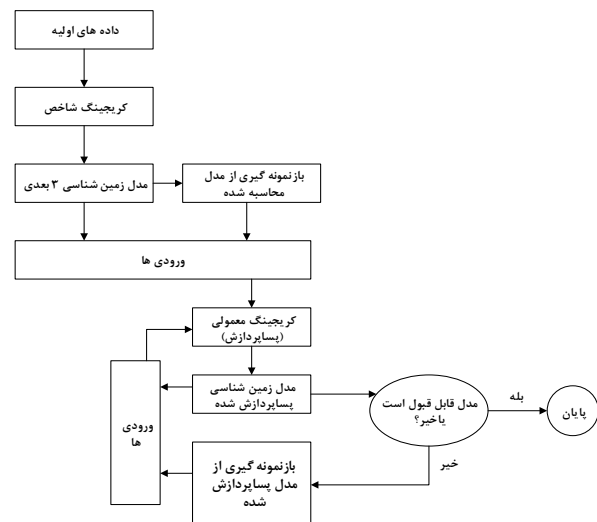 داده های اولیه
کریجینگ شاخص
مدل زمین شناسی ۳ بعدی
بازنمونه گیری از مدل
محاسبه شده
ورودی ها
کریجینگ معمولی
(پساپردازش)
مدل زمین شناسی
پساپردازش شده
مدل قابل قبول است
یاخیر؟
بله
پایان
خیر
ورودی
ها
بازنمونه گیری از
مدل پساپردازش
شده